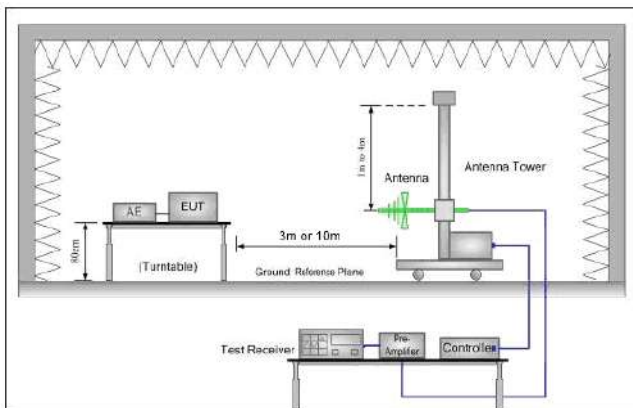 1m to 4m
Antenna
Antenna Tower
AE
EUT
80cm
3m or 10m
(Turntable)
Ground Reference Plane
Test Receiver
Pre-
Amplifier
Controller